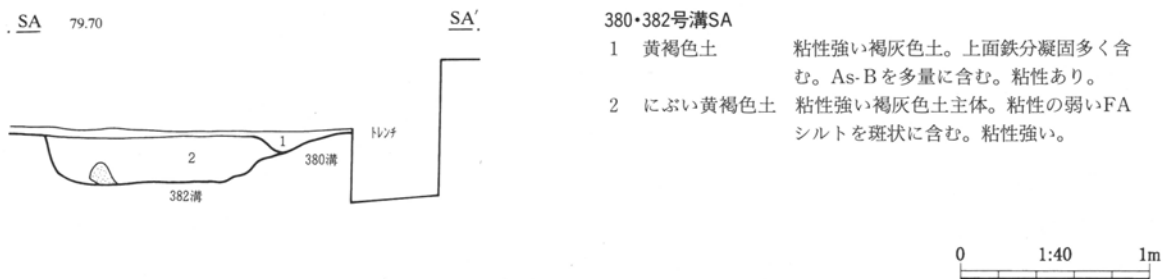 SA 79.70 SA′
1
2
トレンチ
380溝
382溝
380・382号溝SA
1 黄褐色土 粘性強い褐灰色土。上面鉄分凝固多く含
む。As-Bを多量に含む。粘性あり。
2 にぶい黄褐色土 粘性強い褐灰色土主体。粘性の弱いFA
シルトを斑状に含む。粘性強い。
0 1:40 1m